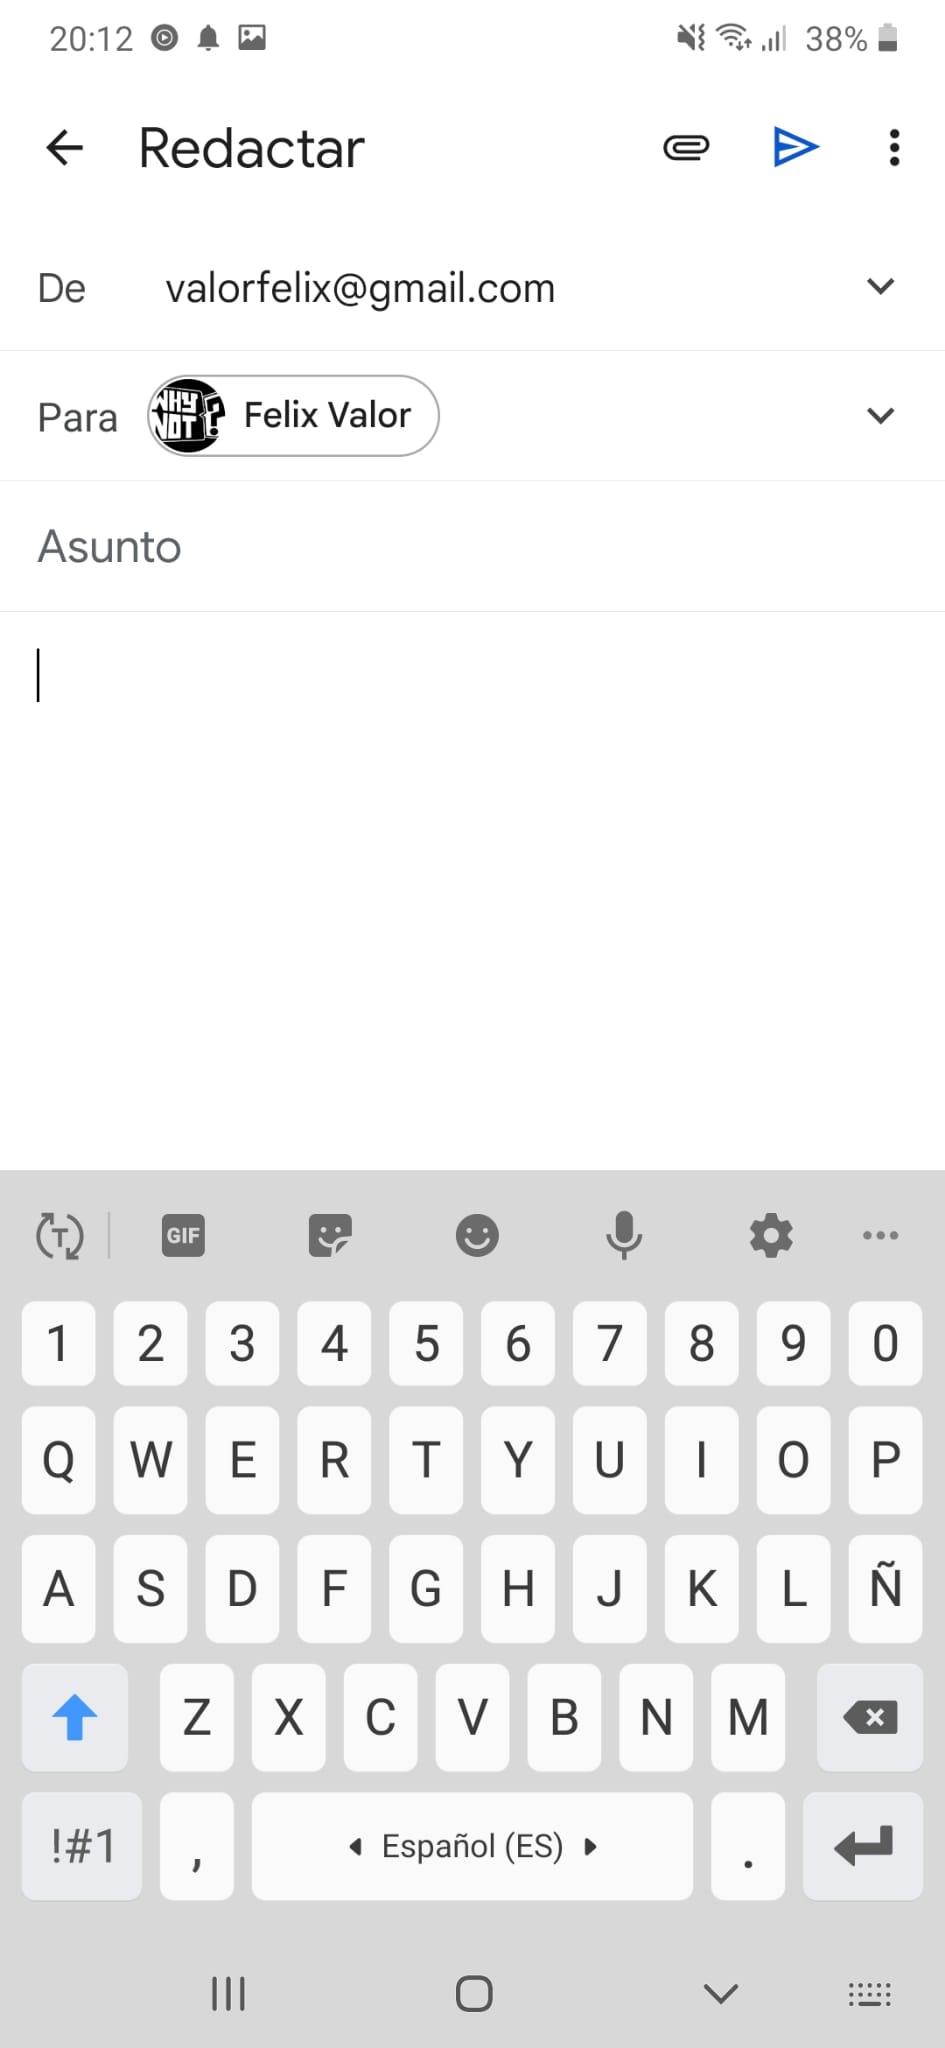 20:12 38%
Redactar
De valorfelix@gmail.com
Para WHY NOT?! Felix Valor
Asunto
T GIF
1 2 3 4 5 6 7 8 9 0
Q W E R T Y U I O P
A S D F G H J K L Ñ
Z X C V B N M
!#1 , Español (ES) .